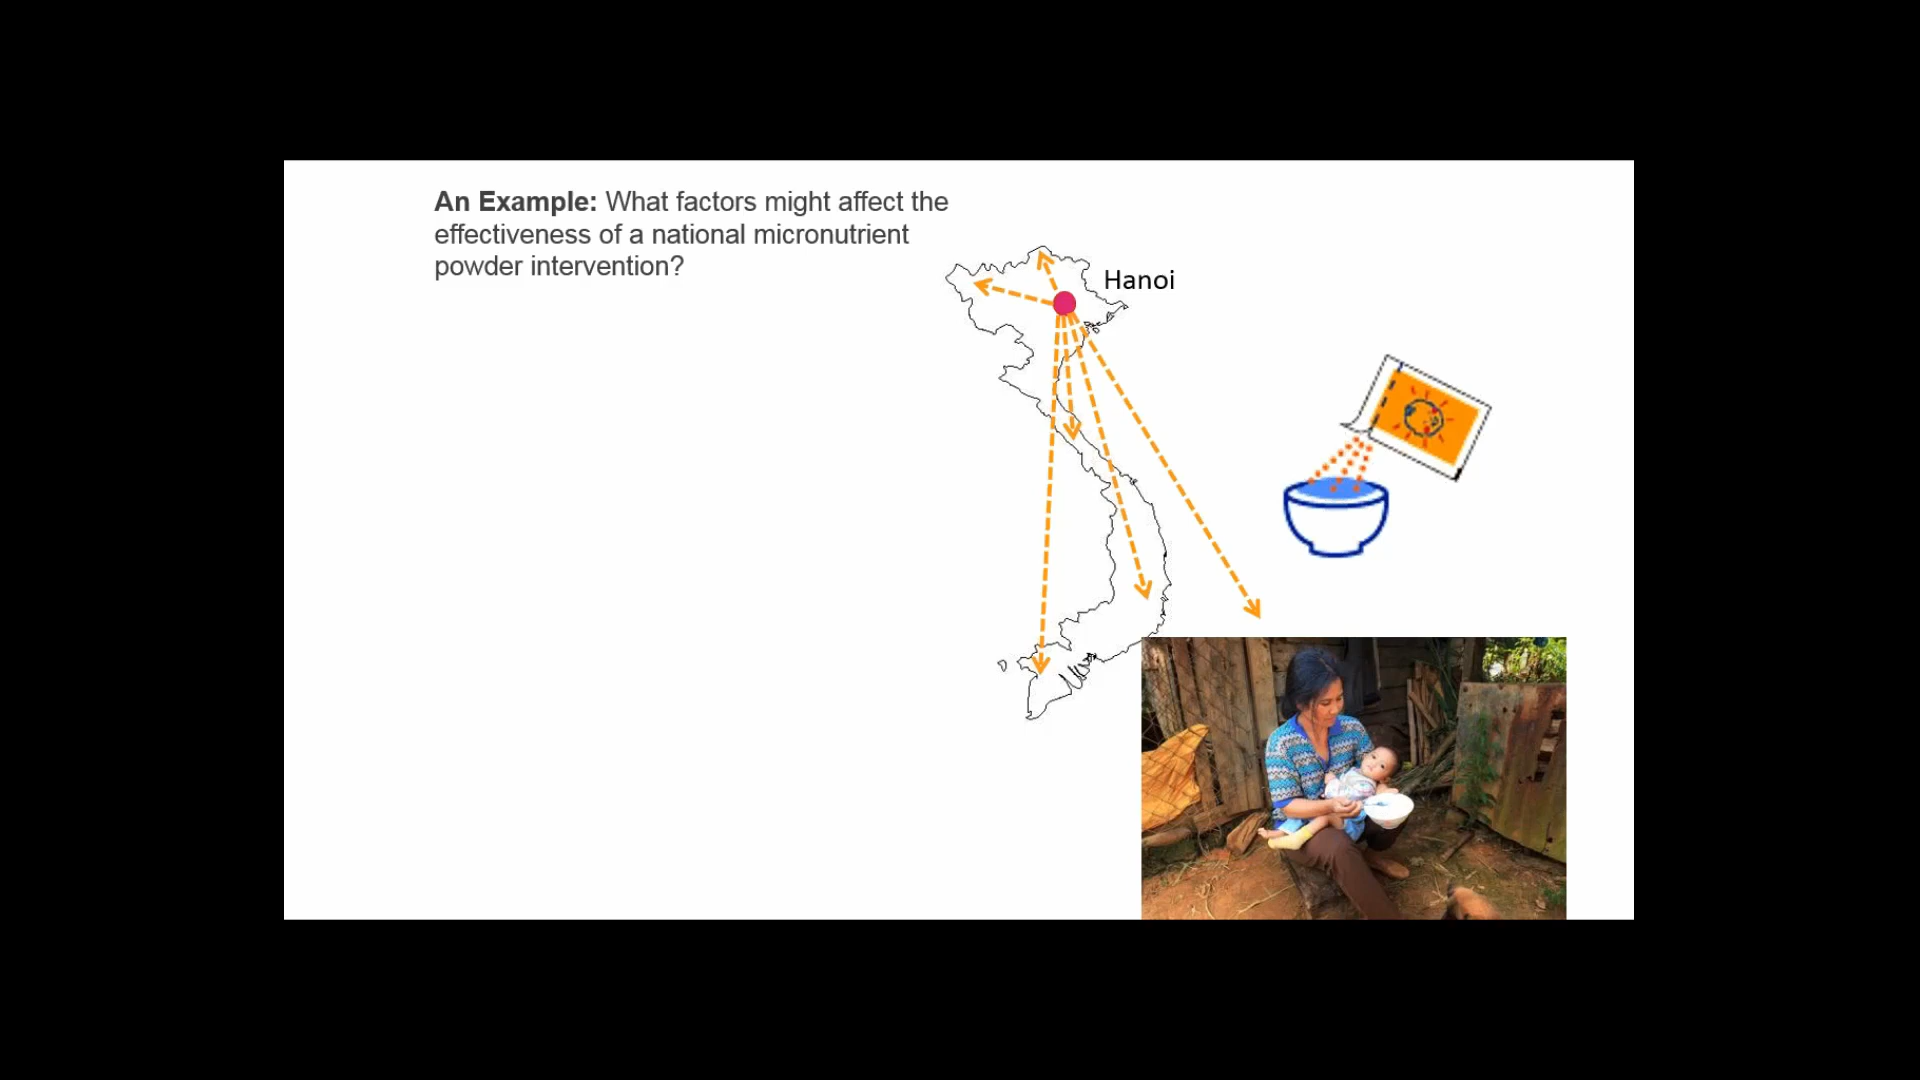 An Example: What factors might affect the
effectiveness of a national micronutrient
powder intervention?
Hanoi